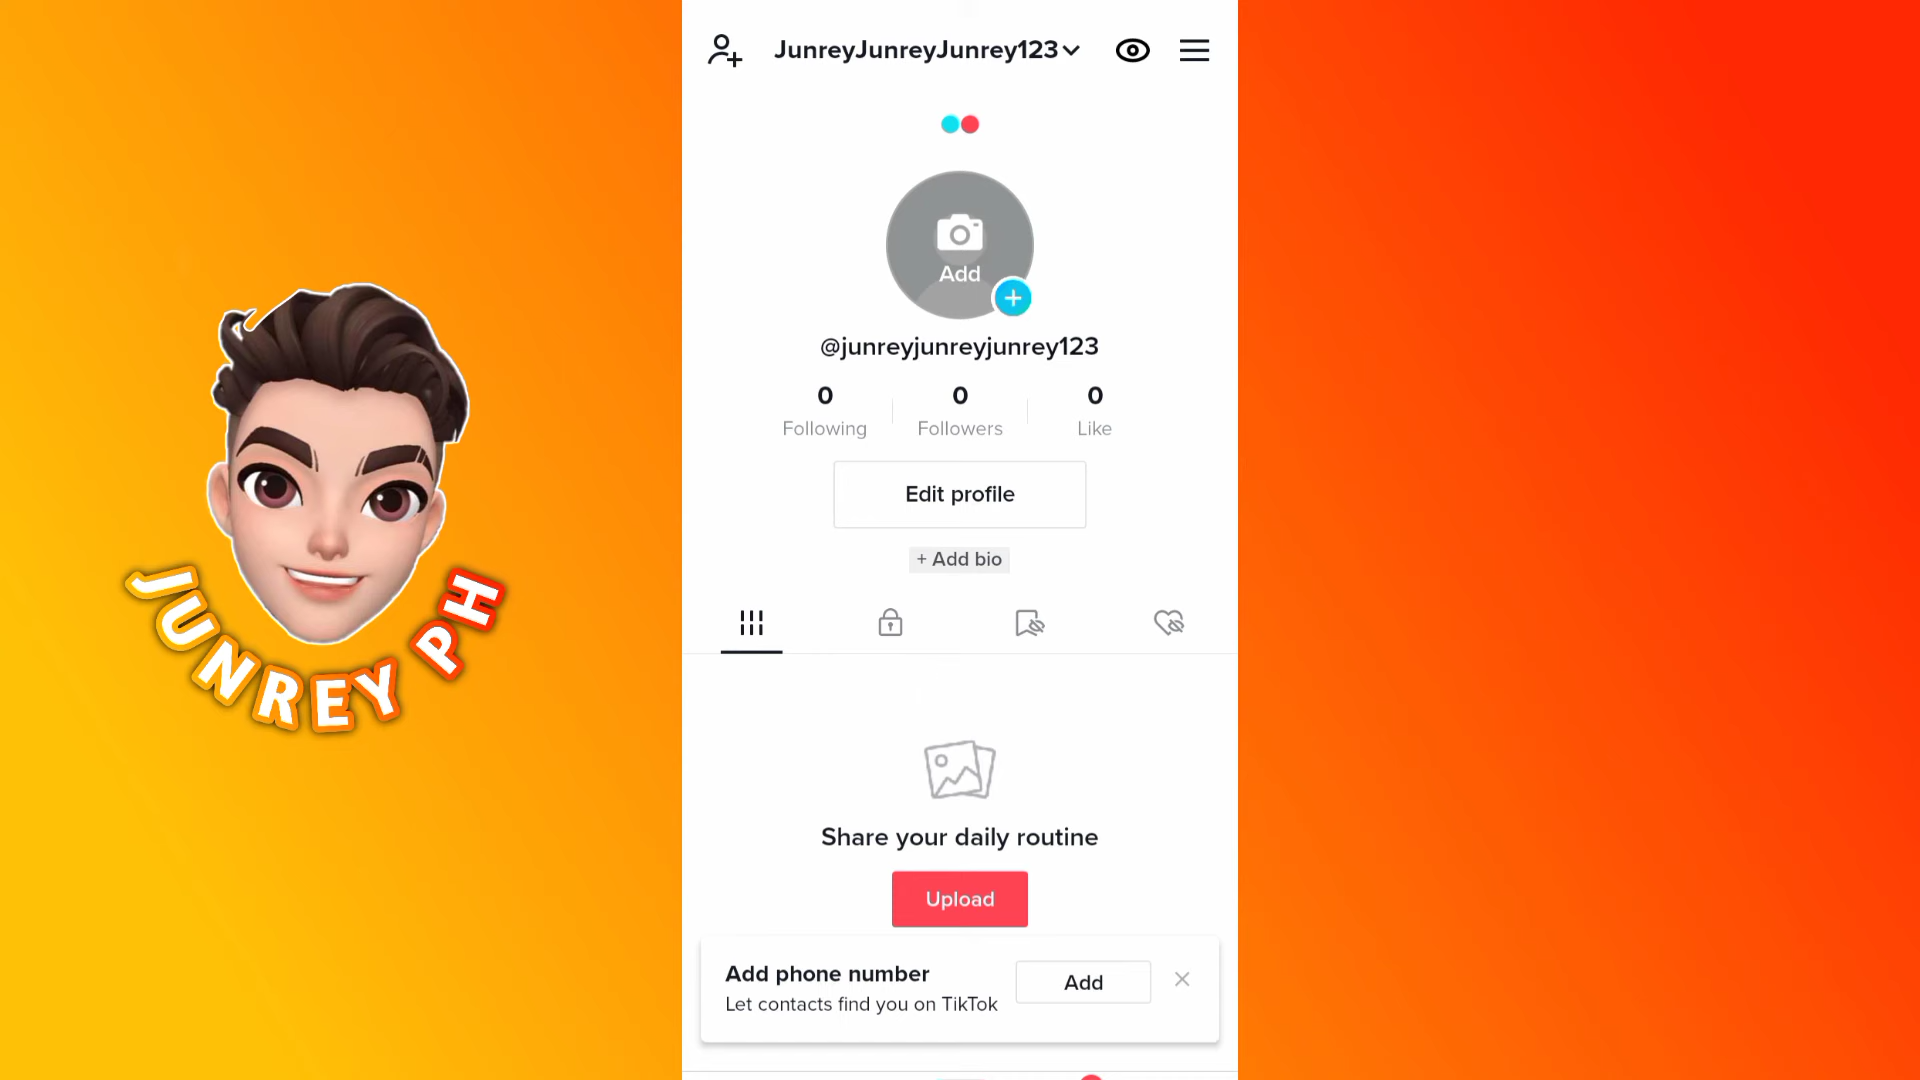 JunreyJunreyJunrey123
Add
@junreyjunreyjunrey123
0 0 0
Following Followers Like
Edit profile
+ Add bio
Share your daily routine
Upload
Add phone number
Let contacts find you on TikTok
Add
JUNREY PH